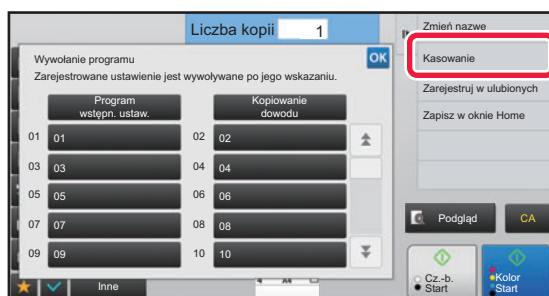 Liczba kopii 1
Zmień nazwe
Kasowanie
Zarejestruj w ulubionych
Zapisz w oknie Home
Wywołanie programu
OK
Zarejestrowane ustawienie jest wywoływane po jego wskazaniu.
Program
wstępn. ustaw.
Kopiowanie
dowodu
01 01
02 02
03 03
04 04
05 05
06 06
07 07
08 08
09 09
10 10
Podgląd
CA
Cz.-b.
Start
Kolor
Start
Inne
A4